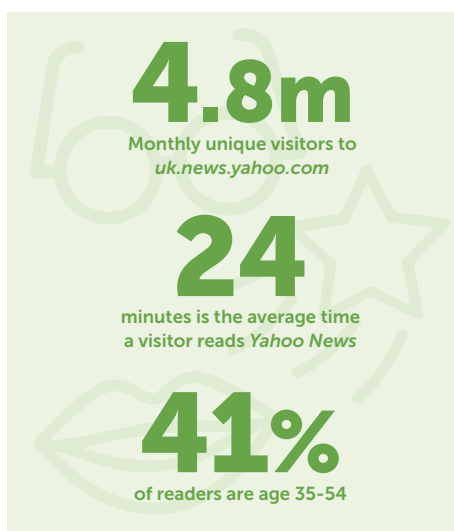 4.8m
Monthly unique visitors to
uk.news.yahoo.com
24
minutes is the average time
a visitor reads Yahoo News
41%
of readers are age 35-54